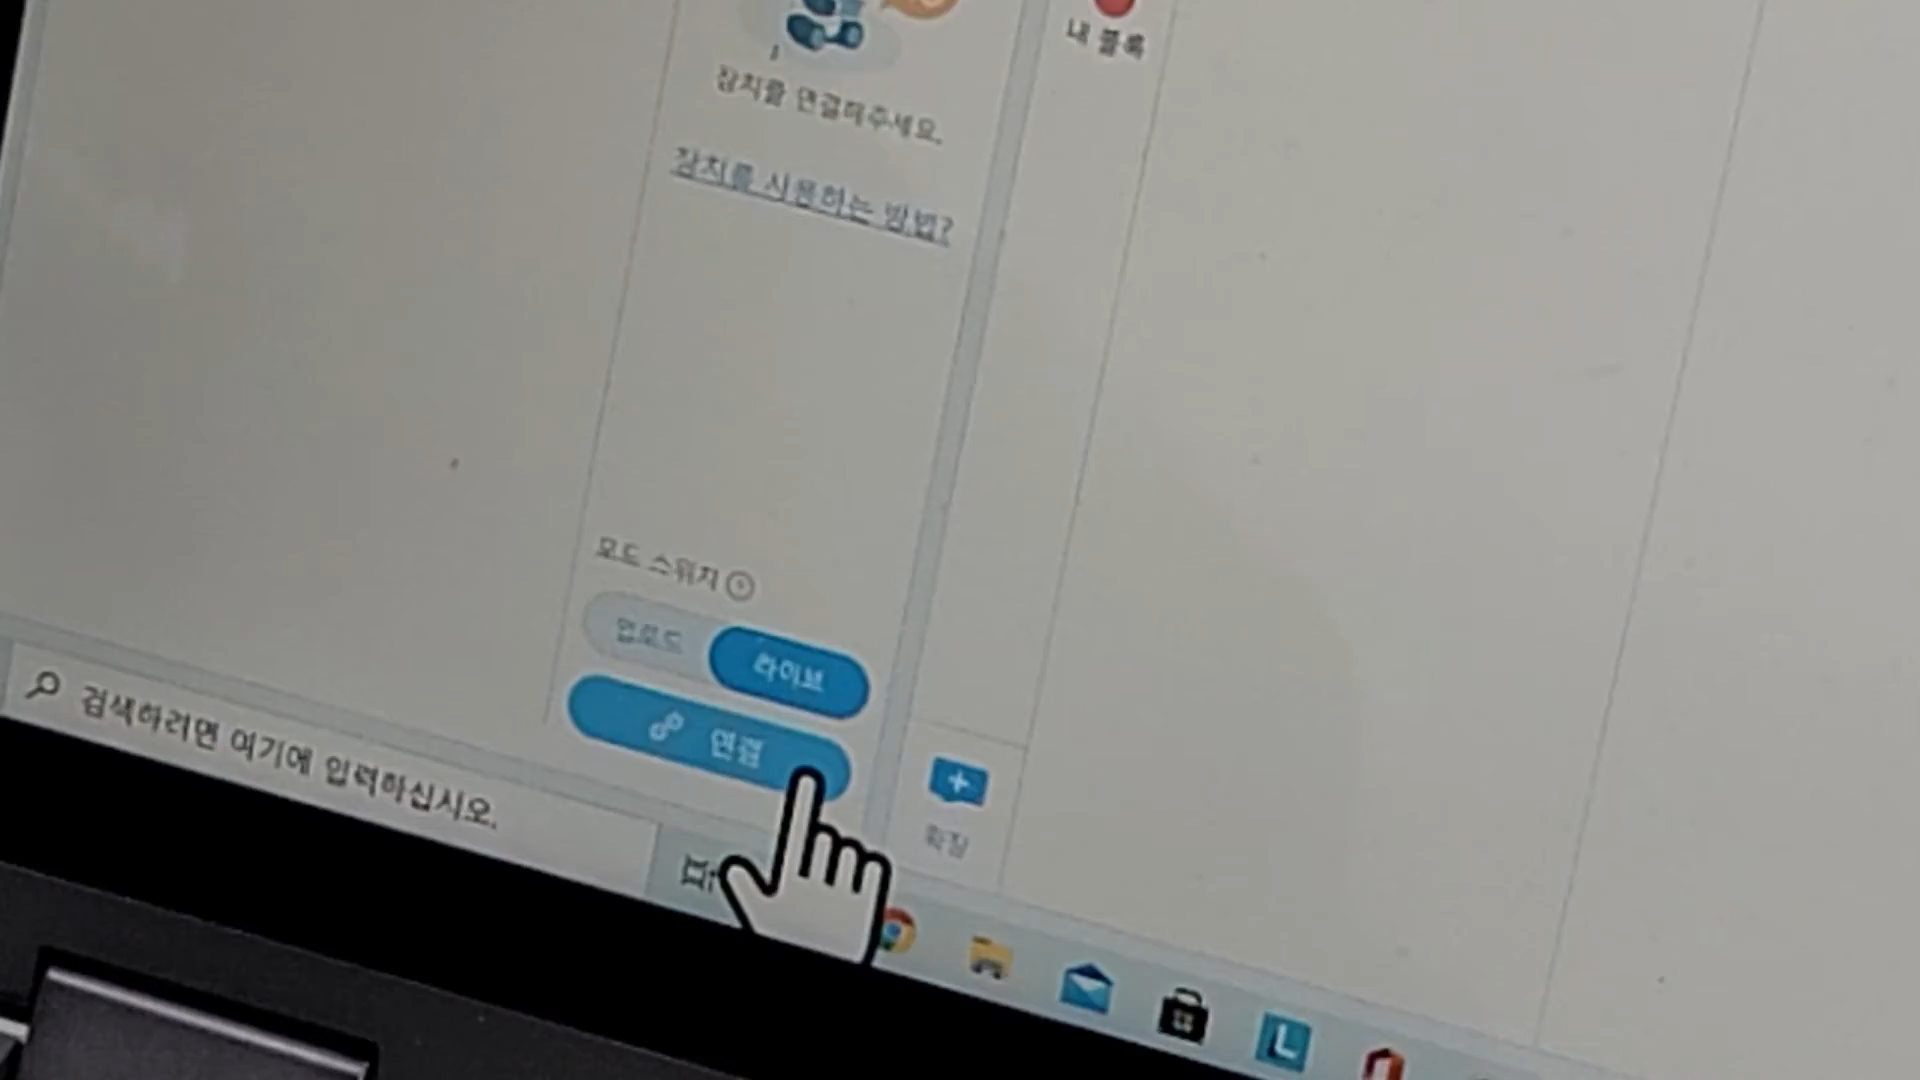 내 블록
장치를 연결해주세요.
장치를 사용하는 방법?
모드 스위치
업로드
라이브
연결
확장
검색하려면 여기에 입력하십시오.
L